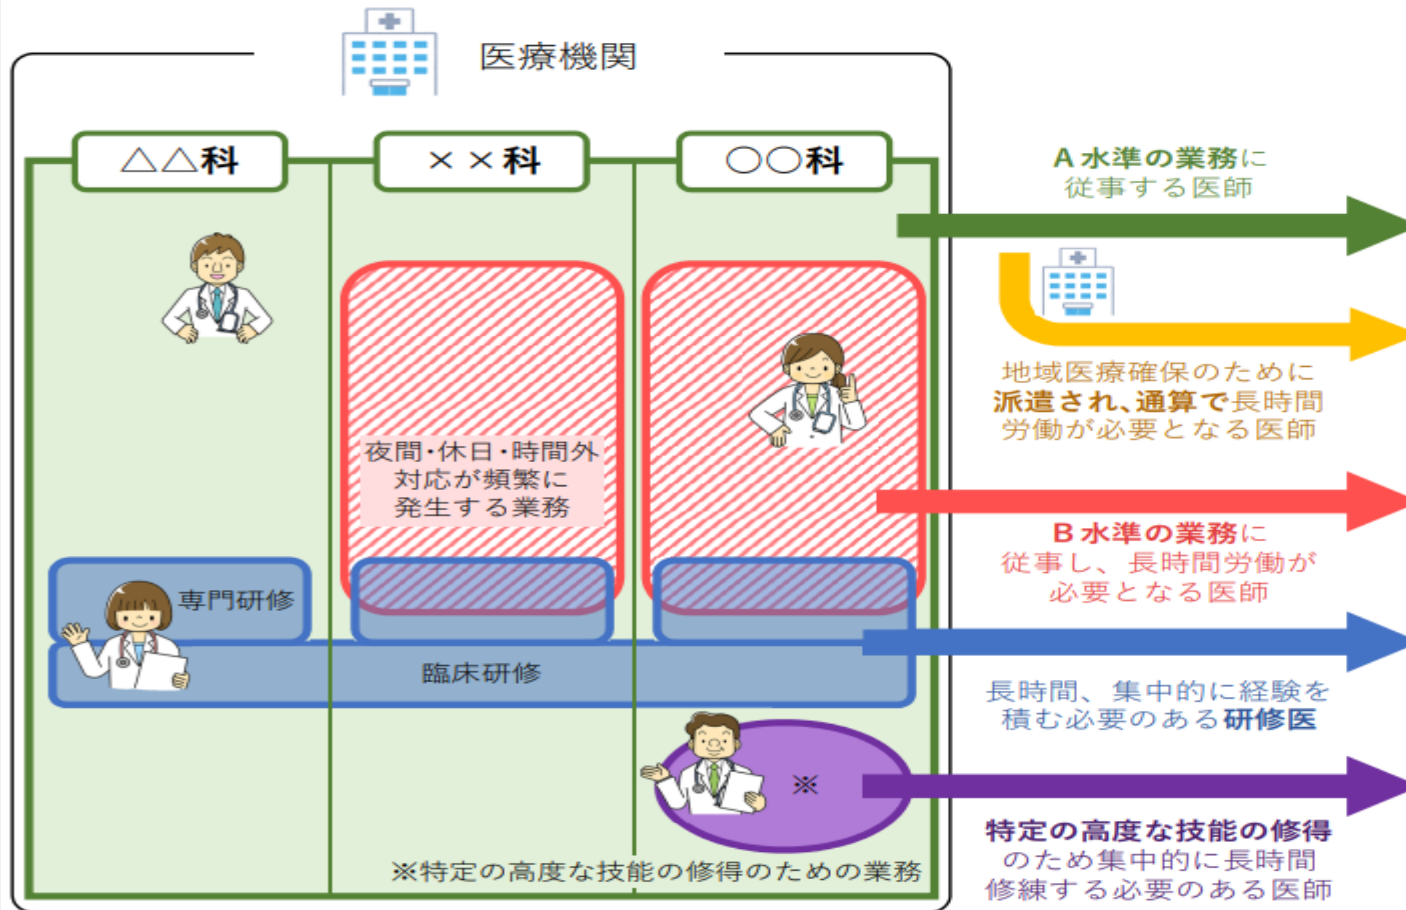 医療機関
△△科
××科
○○科
夜間・休日・時間外
対応が頻繁に
発生する業務
専門研修
臨床研修
※
※特定の高度な技能の修得のための業務
A水準の業務に
従事する医師
地域医療確保のために
派遣され、通算で長時間
労働が必要となる医師
B水準の業務に
従事し、長時間労働が
必要となる医師
長時間、集中的に経験を
積む必要のある研修医
特定の高度な技能の修得
のため集中的に長時間
修練する必要のある医師